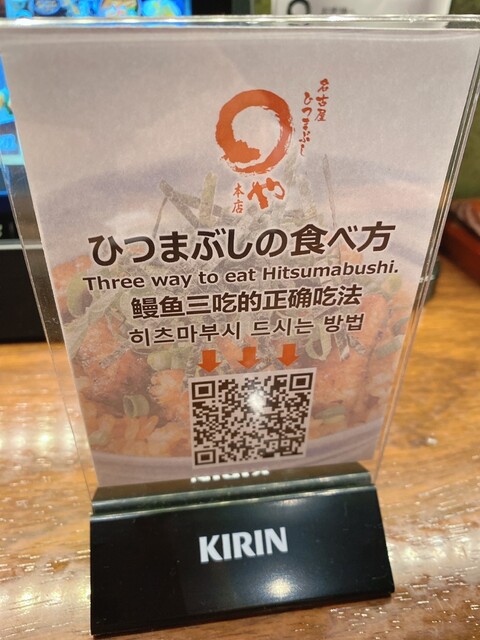 名古屋
ひつまぶし
本店
ひつまぶしの食べ方
Three way to eat Hitsumabushi.
鳗鱼三吃的正确吃法
히츠마부시 드시는 방법
KIRIN